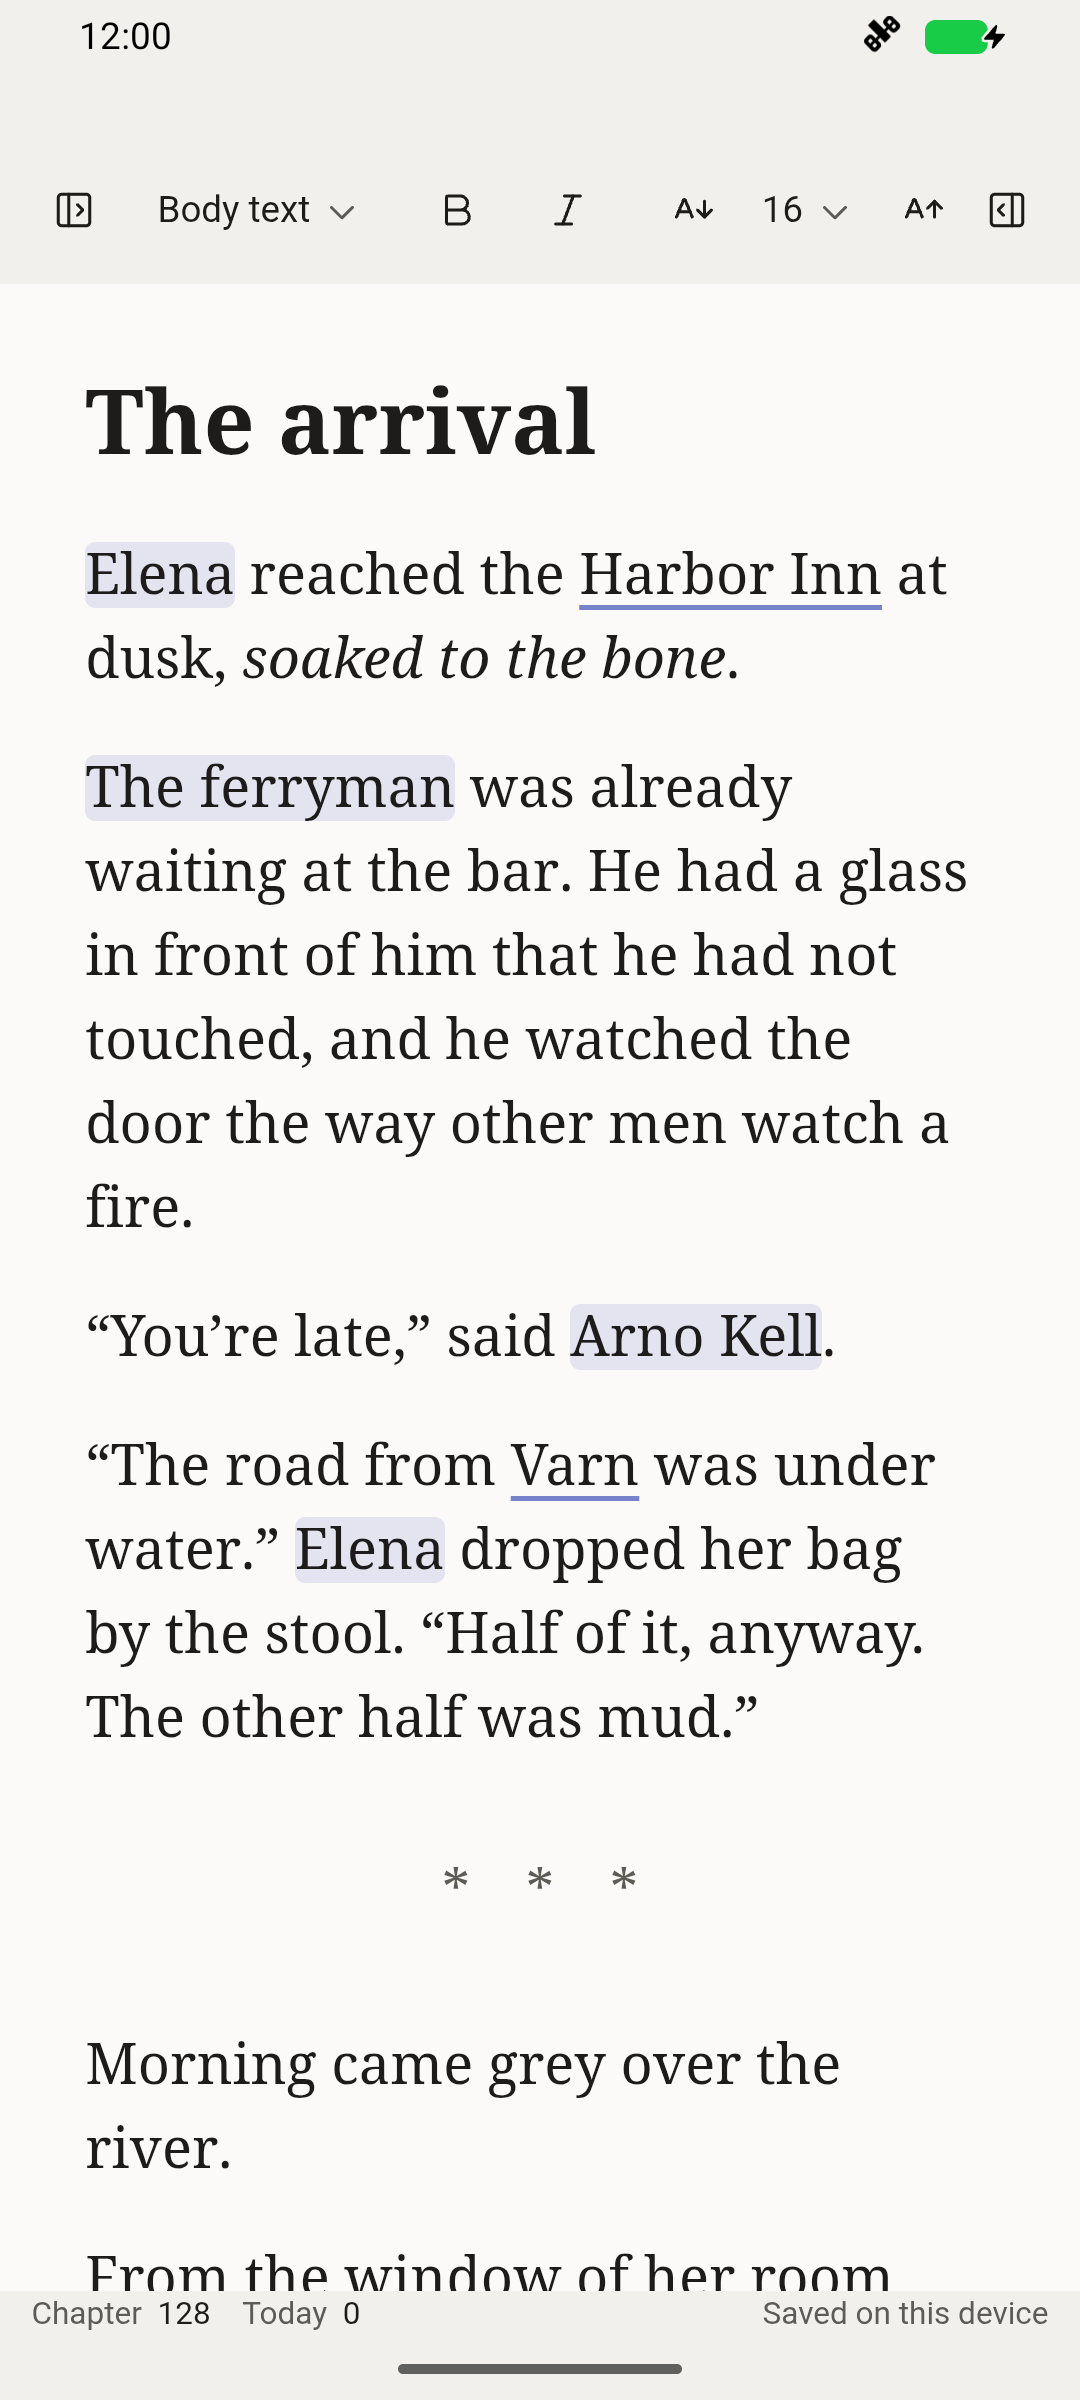 12:00
Body text B I A 16 A
The arrival
Elena reached the Harbor Inn at
dusk, soaked to the bone.
The ferryman was already
waiting at the bar. He had a glass
in front of him that he had not
touched, and he watched the
door the way other men watch a
fire.
“You’re late,” said Arno Kell.
“The road from Varn was under
water.” Elena dropped her bag
by the stool. “Half of it, anyway.
The other half was mud.”
* * *
Morning came grey over the
river.
From the window of her room
Chapter 128 Today 0 Saved on this device